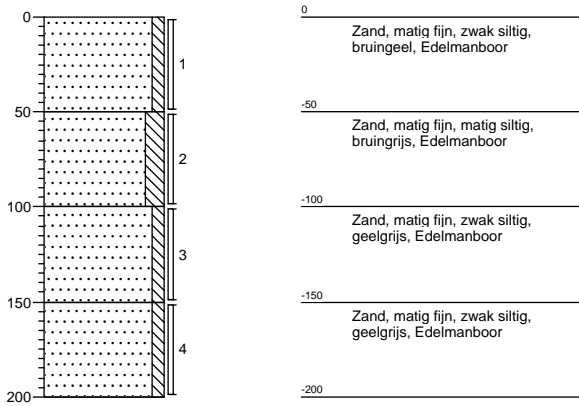 0
50
100
150
200
1
2
3
4
0
Zand, matig fijn, zwak siltig,
bruingeel, Edelmanboor
-50
Zand, matig fijn, matig siltig,
bruingrijs, Edelmanboor
-100
Zand, matig fijn, zwak siltig,
geelgrijs, Edelmanboor
-150
Zand, matig fijn, zwak siltig,
geelgrijs, Edelmanboor
-200